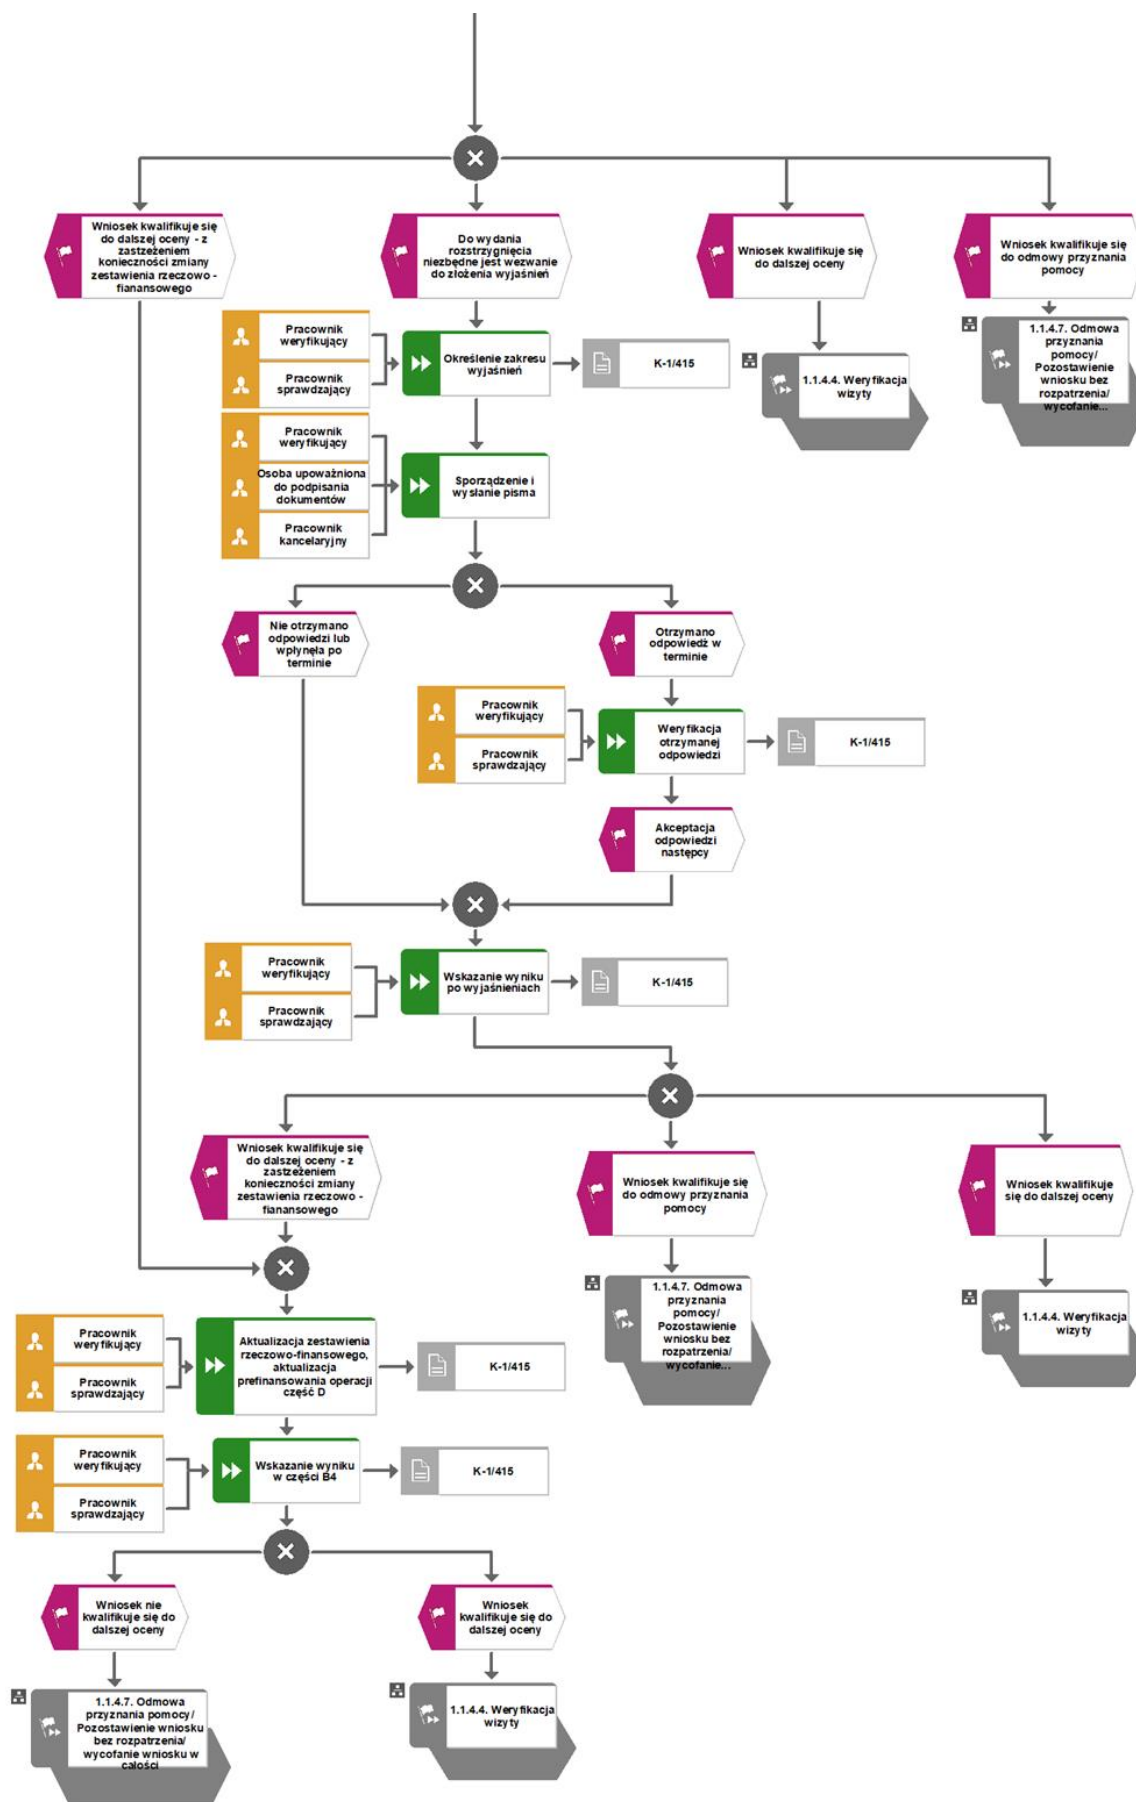 Wniosek kwalifikuje się
do dalszej oceny - z
zastzeżeniem
konieczności zmiany
zestawienia rzeczowo -
fianansowego
Do wydania
rozstrzygnięcia
niezbędne jest wezwanie
do złożenia wyjaśnień
Wniosek kwalifikuje się
do dalszej oceny
Wniosek kwalifikuje się
do odmowy przyznania
pomocy
Pracownik
weryfikujący
Pracownik
sprawdzający
Określenie zakresu
wyjaśnień
K-1/415
1.1.4.4. Weryfikacja
wizyty
1.1.4.7. Odmowa
przyznania
pomocy/
Pozostawienie
wniosku bez
rozpatrzenia/
wycofanie...
Pracownik
weryfikujący
Osoba upoważniona
do podpisania
dokumentów
Pracownik
kancelaryjny
Sporządzenie i
wysłanie pisma
Nie otrzymano
odpowiedzi lub
wpłynęła po
terminie
Otrzymano
odpowiedź w
terminie
Pracownik
weryfikujący
Pracownik
sprawdzający
Weryfikacja
otrzymanej
odpowiedzi
K-1/415
Akceptacja
odpowiedzi
następcy
Pracownik
weryfikujący
Pracownik
sprawdzający
Wskazanie wyniku
po wyjaśnieniach
K-1/415
Wniosek kwalifikuje się
do dalszej oceny - z
zastzeżeniem
konieczności zmiany
zestawienia rzeczowo -
fianansowego
Wniosek kwalifikuje się
do odmowy przyznania
pomocy
Wniosek kwalifikuje
się do dalszej oceny
1.1.4.7. Odmowa
przyznania
pomocy/
Pozostawienie
wniosku bez
rozpatrzenia/
wycofanie...
1.1.4.4. Weryfikacja
wizyty
Pracownik
weryfikujący
Pracownik
sprawdzający
Aktualizacja zestawienia
rzeczowo-finansowego,
aktualizacja
prefinansowania operacji
część D
K-1/415
Pracownik
weryfikujący
Pracownik
sprawdzający
Wskazanie wyniku
w części B4
K-1/415
Wniosek nie
kwalifikuje się do
dalszej oceny
Wniosek
kwalifikuje się do
dalszej oceny
1.1.4.7. Odmowa
przyznania pomocy/
Pozostawienie wniosku
bez rozpatrzenia/
wycofanie wniosku w
całości
1.1.4.4. Weryfikacja
wizyty